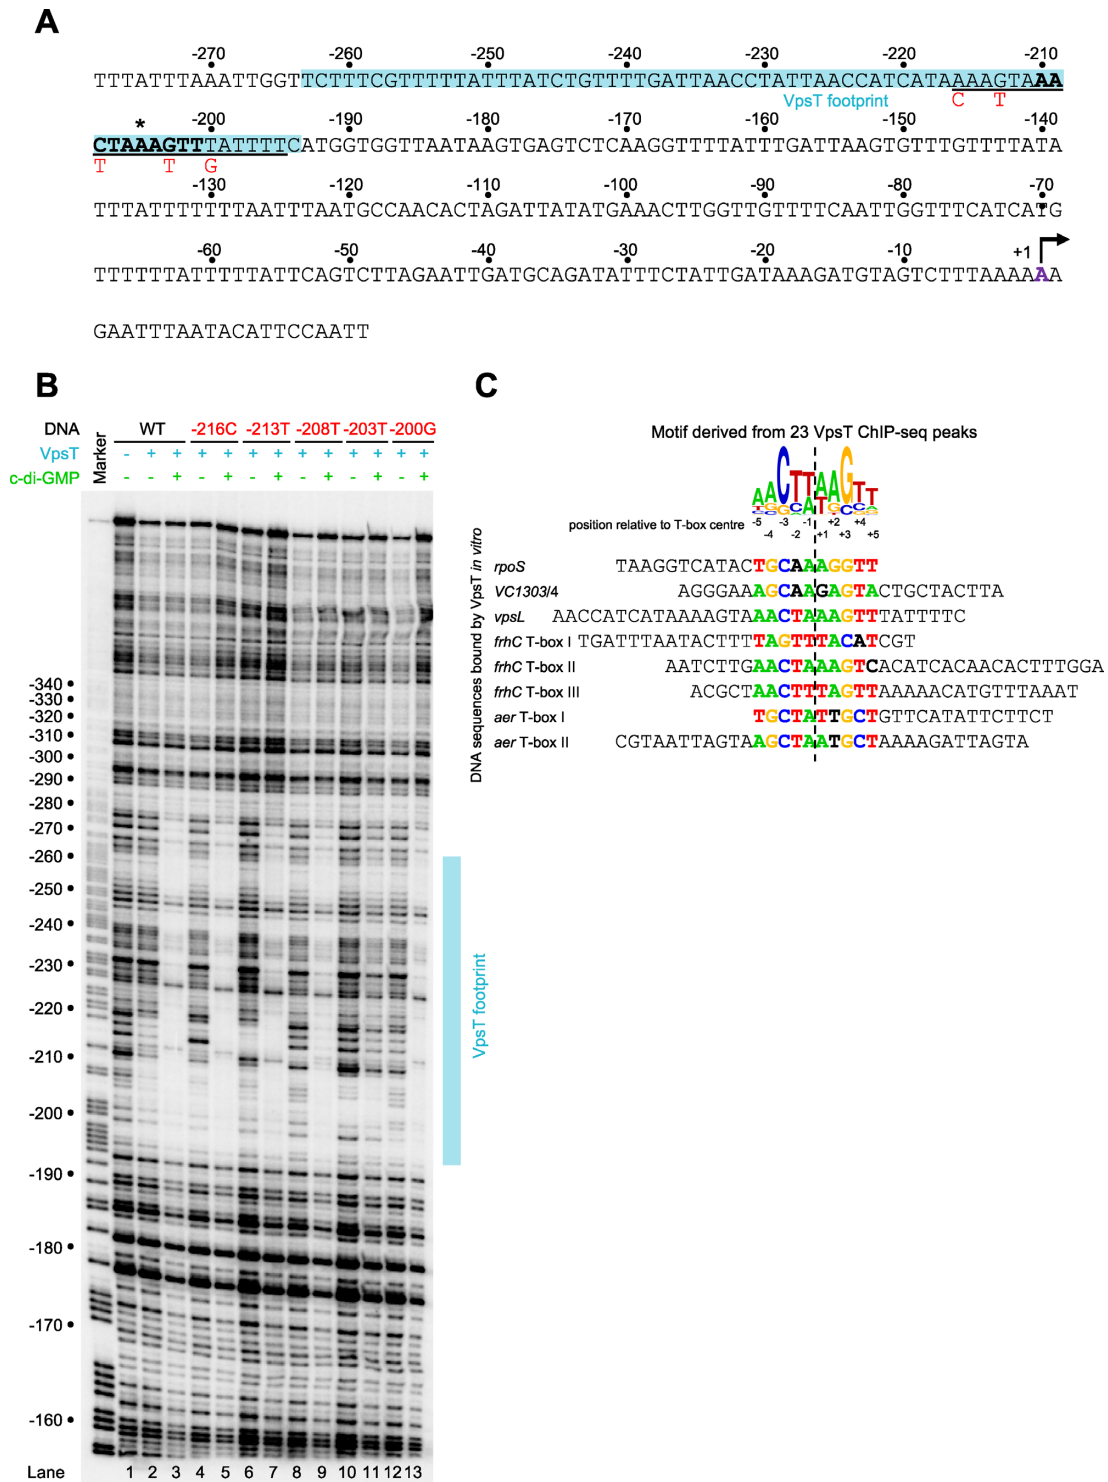 A
-270 -260 -250 -240 -230 -220 -210
TTTATTTAAATTGGTTCTTTCGTTTTTATTTATCTGTTTTGATTAACCTATTAACCATCATAAAAGTAAA
VpsT footprint C T
* -200 -190 -180 -170 -160 -150 -140
CTAAAGTTTATTTTCATGGTGGTTAATAAGTGAGTCTCAAGGTTTATTTGATTAAGTGTTTGTTTTATA
T T G
-130 -120 -110 -100 -90 -80 -70
TTTATTTTTTTAATTTAATGCCAACACTAGATTATATGAAACTTGGTTGTTTTCAATTGGTTTCATCATG
-60 -50 -40 -30 -20 -10 +1
TTTTTTATTTATTTCAGTCTTAGAATTGATGCAGATATTTCTATTGATAAAGATGTAGTCTTTAAAAAA
GAATTTAATACATTCCAATT
B
DNA WT -216C -213T -208T -203T -200G
VpsT - + + + + + + + + + + + +
c-di-GMP - - + - + - + - + - + - +
Marker
-340
-330
-320
-310
-300
-290
-280
-270
-260
-250
-240
-230
-220
-210
-200
-190
-180
-170
-160
VpsT footprint
Lane 1 2 3 4 5 6 7 8 9 10 11 12 13
C
Motif derived from 23 VpsT ChIP-seq peaks
position relative to T-box centre
-5 -4 -3 -2 -1 +1 +2 +3 +4 +5
DNA sequences bound by VpsT in vitro
rpoS TAAGGTCATACTGCAAAGGTT
VC1303/4 AGGGAAAGCAAGAGTACTGCTACTTA
vpsL AACCATCATAAAAGTAAACTAAAGTTTATTTTC
frhC T-box I TGATTTAATACTTTTAGTTTACATCGT
frhC T-box II AATCTTGAACTAAAGTCACATCACAACACTTTGGA
frhC T-box III ACGCTAACTTTAGTTAAAAACATGTTTAAAT
aer T-box I TGCTATTGCTGTTCATATTCTTCT
aer T-box II CGTAATTAGTAAGCTAATGCTAAAAGATTAGTA